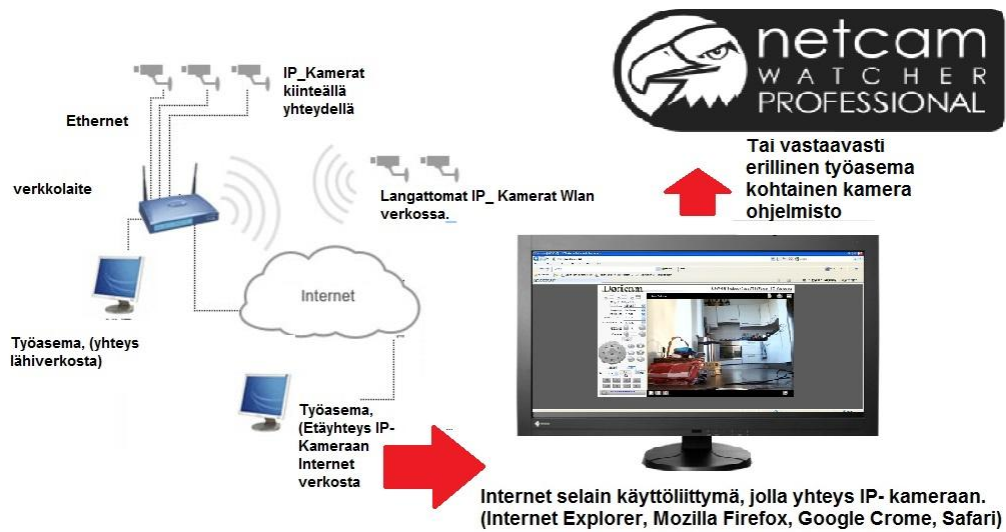 netcam
WATCHER
PROFESSIONAL
IP_Kamerat
kiinteällä
yhteydellä
Ethernet
verkkolaite
Langattomat IP_ Kamerat Wlan
verkossa.
Tai vastaavasti
erillinen työasema
kohtainen kamera
ohjelmisto
Internet
Työasema, (yhteys
lähiverkosta)
Työasema,
(Etäyhteys IP-
Kameraan
Internet
verkosta
Internet selain käyttöliittymä, jolla yhteys IP- kameraan.
(Internet Explorer, Mozilla Firefox, Google Crome, Safari)